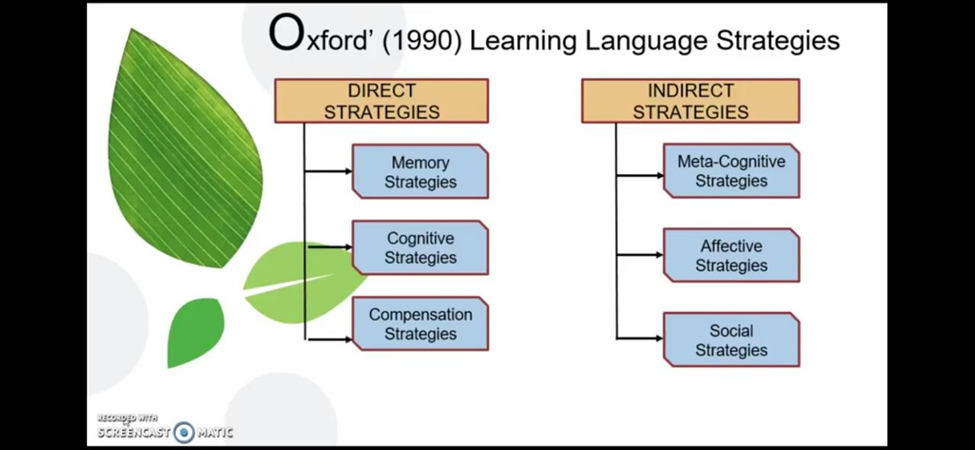 Oxford’ (1990) Learning Language Strategies
DIRECT
STRATEGIES
Memory
Strategies
Cognitive
Strategies
Compensation
Strategies
INDIRECT
STRATEGIES
Meta-Cognitive
Strategies
Affective
Strategies
Social
Strategies
RECORDED WITH
SCREENCAST MATIC